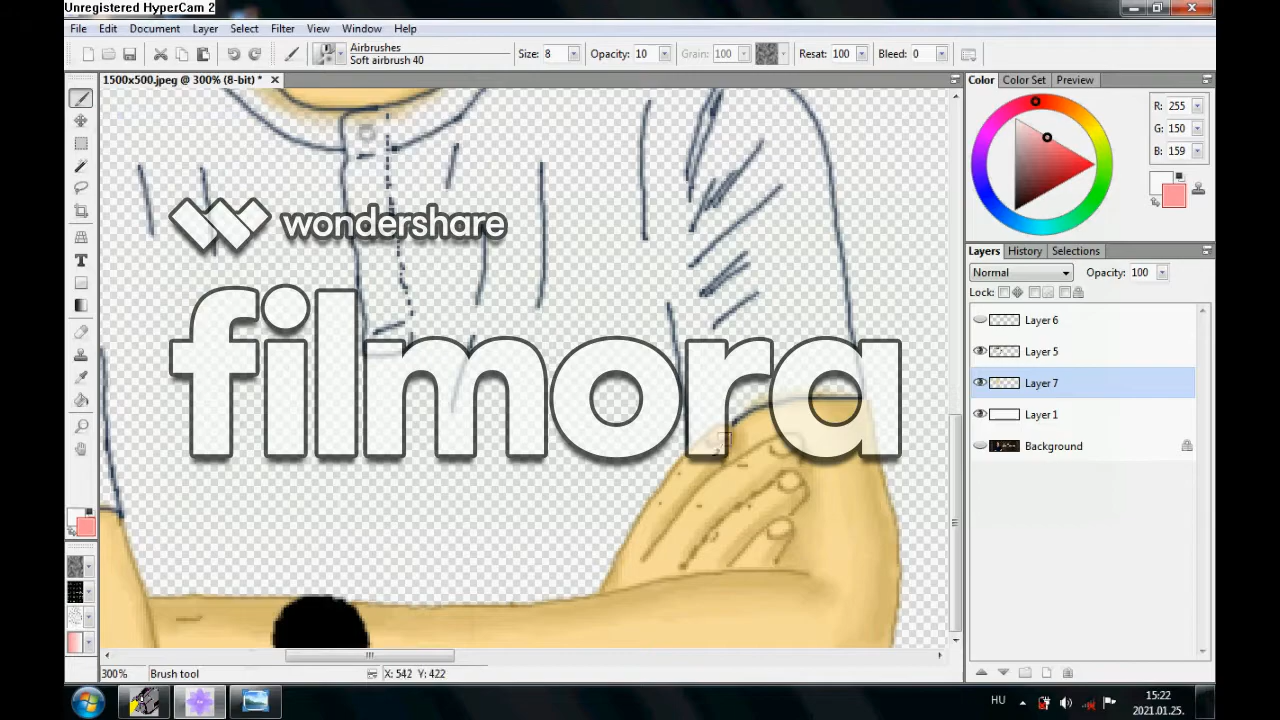 Unregistered HyperCam 2
File Edit Document Layer Select Filter View Window Help
Airbrushes
Soft airbrush 40
Size: 8 Opacity: 10 Grain: 100 Resat: 100 Bleed: 0
1500x500.jpeg @ 300% (8-bit) *
Color Color Set Preview
R: 255
G: 150
B: 159
wondershare
filmora
Layers History Selections
Normal Opacity: 100
Lock:
Layer 6
Layer 5
Layer 7
Layer 1
Background
300% Brush tool X: 542 Y: 422
HU 15:22
2021.01.25.